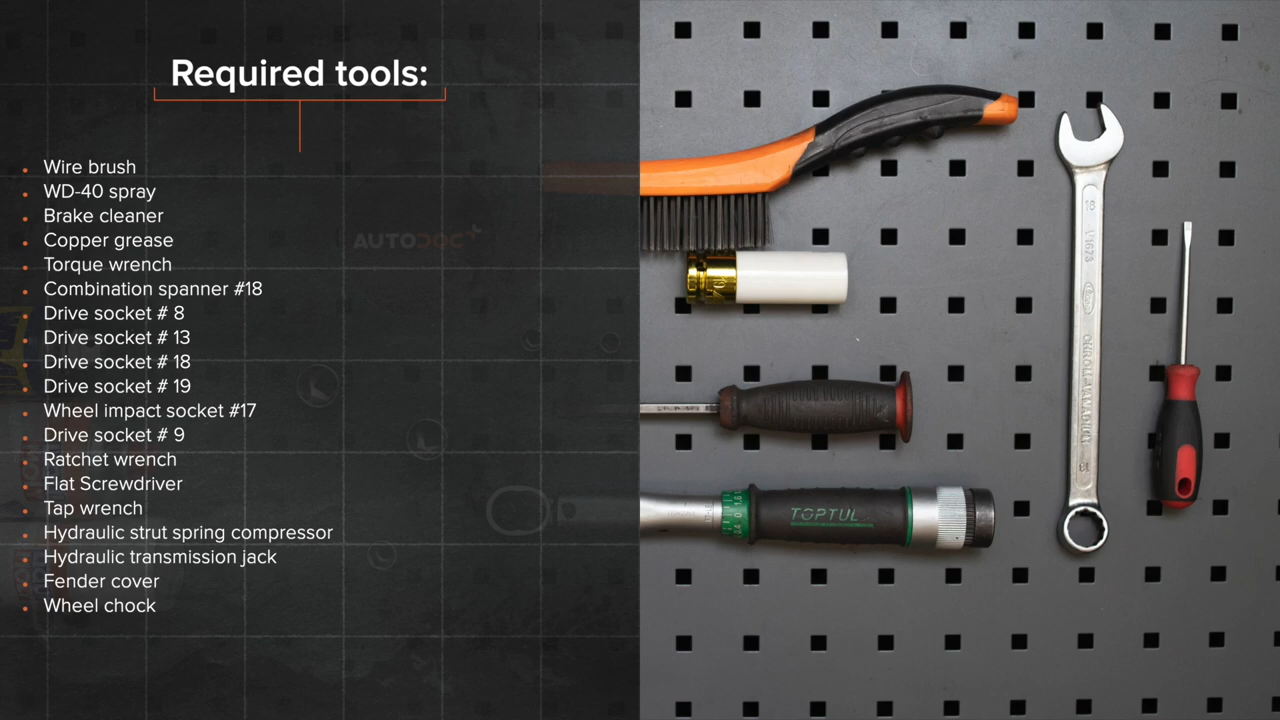 Required tools:
Wire brush
WD-40 spray
Brake cleaner
Copper grease
Torque wrench
Combination spanner #18
Drive socket # 8
Drive socket # 13
Drive socket # 18
Drive socket # 19
Wheel impact socket #17
Drive socket # 9
Ratchet wrench
Flat Screwdriver
Tap wrench
Hydraulic strut spring compressor
Hydraulic transmission jack
Fender cover
Wheel chock
AUTODOC
TOPTUL